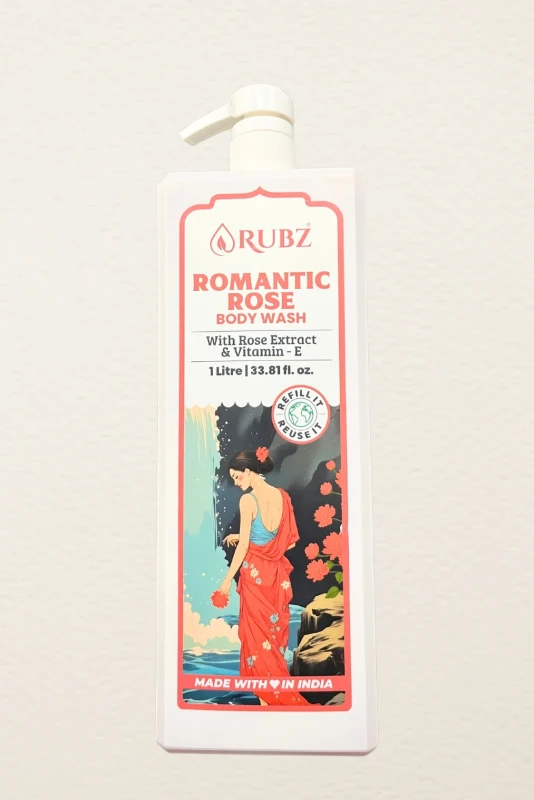 RUBZ®
ROMANTIC
ROSE
BODY WASH
With Rose Extract
& Vitamin - E
1 Litre | 33.81 fl. oz.
REFILL IT
REUSE IT
MADE WITH ♥ IN INDIA